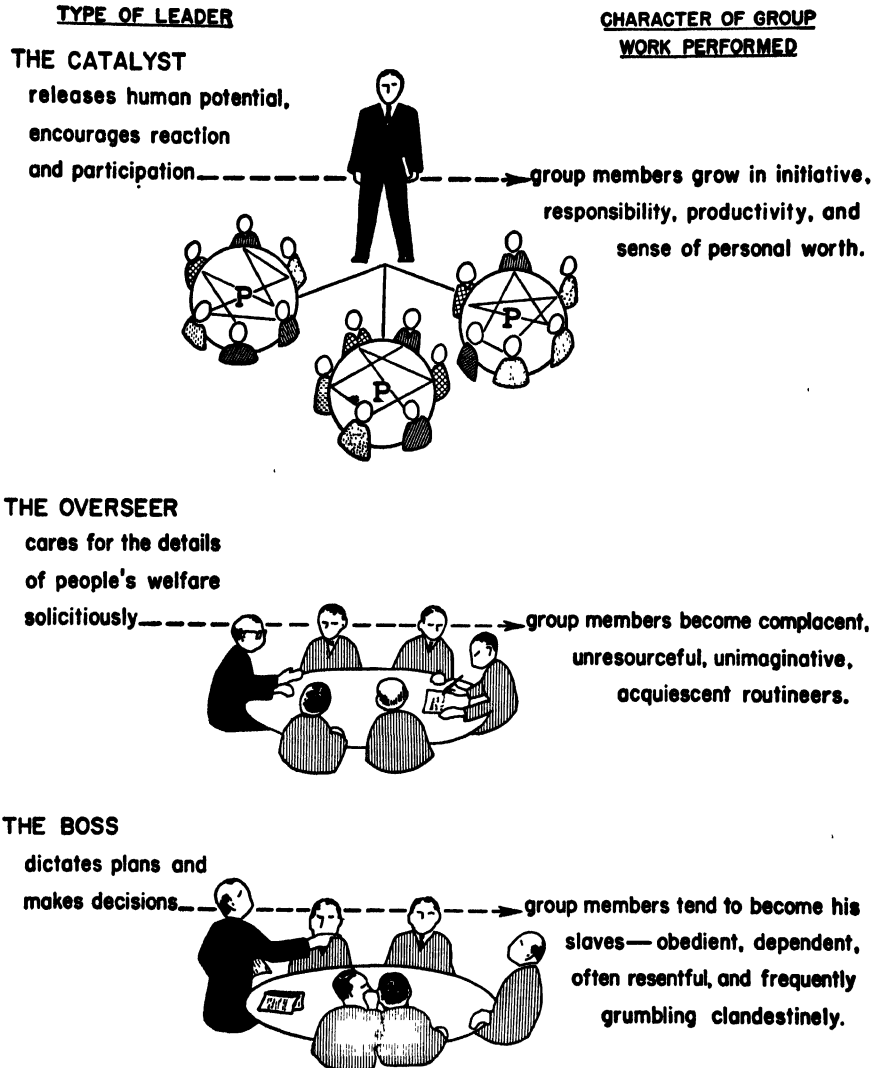 TYPE OF LEADER
CHARACTER OF GROUP
WORK PERFORMED
THE CATALYST
releases human potential,
encourages reaction
and participation
group members grow in initiative,
responsibility, productivity, and
sense of personal worth.
P
P
P
THE OVERSEER
cares for the details
of people's welfare
solicitiously
group members become complacent,
unresourceful, unimaginative,
acquiescent routineers.
THE BOSS
dictates plans and
makes decisions
group members tend to become his
slaves—obedient, dependent,
often resentful, and frequently
grumbling clandestinely.